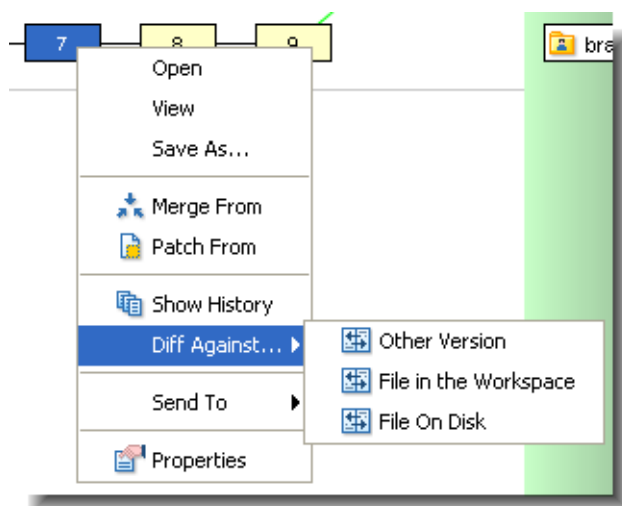 7 8 9 bra
Open
View
Save As...
Merge From
Patch From
Show History
Diff Against...
Other Version
File in the Workspace
File On Disk
Send To
Properties